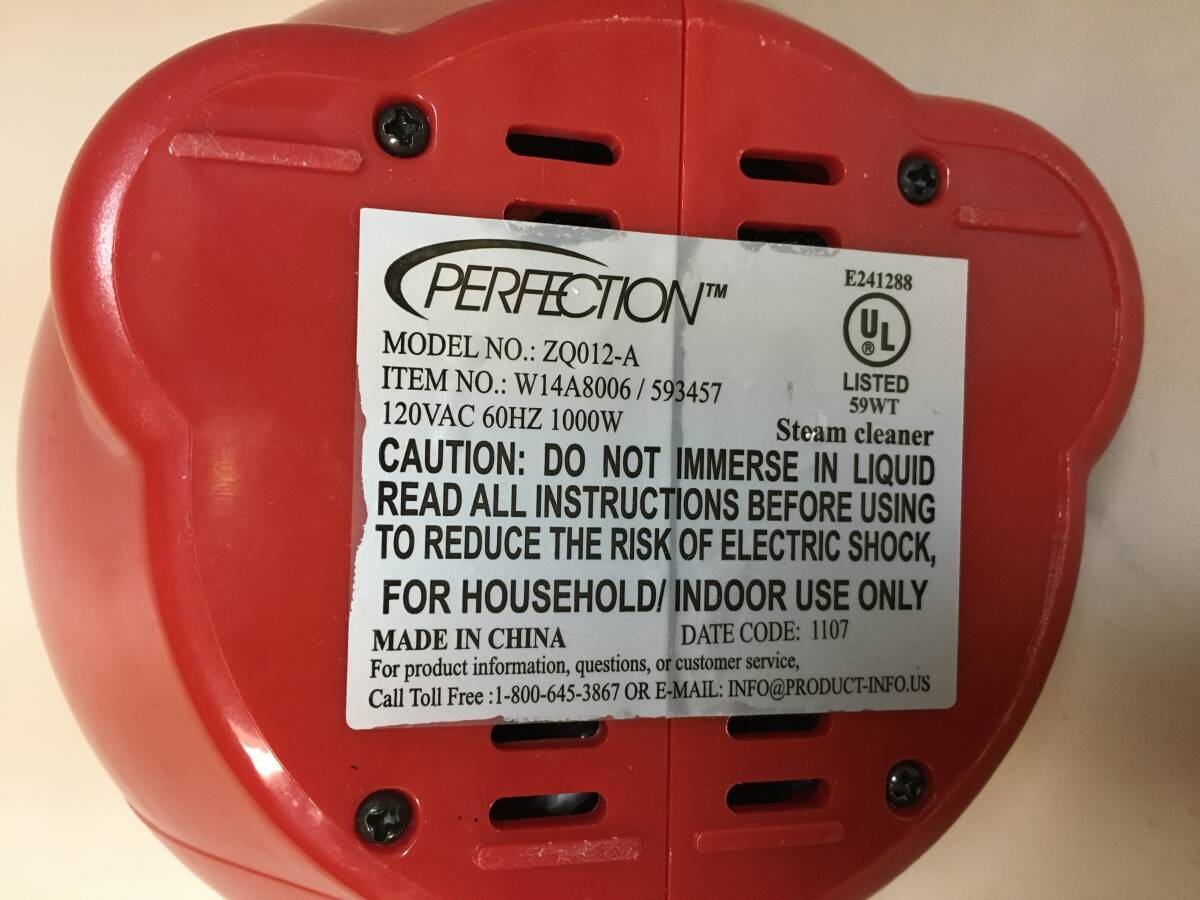 PERFECTION™
E241288
UL
®
LISTED
59WT
MODEL NO.: ZQ012-A
ITEM NO.: W14A8006 / 593457
120VAC 60HZ 1000W
Steam cleaner
CAUTION: DO NOT IMMERSE IN LIQUID
READ ALL INSTRUCTIONS BEFORE USING
TO REDUCE THE RISK OF ELECTRIC SHOCK,
FOR HOUSEHOLD/ INDOOR USE ONLY
MADE IN CHINA DATE CODE: 1107
For product information, questions, or customer service,
Call Toll Free :1-800-645-3867 OR E-MAIL: INFO@PRODUCT-INFO.US